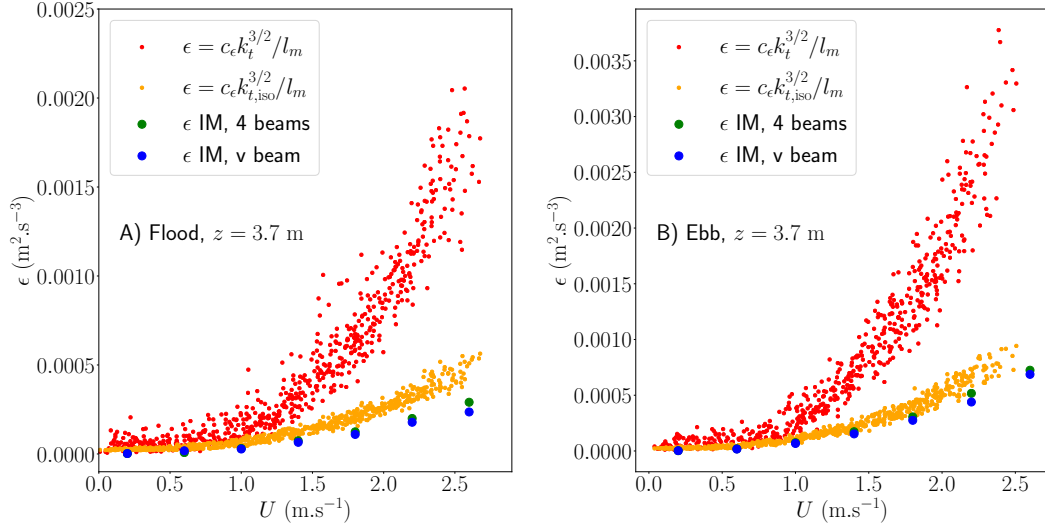 0.0025
0.0020
0.0015
0.0010
0.0005
0.0000
ϵ (m².s⁻³)
ϵ = c_ϵ k_t^{3/2}/l_m
ϵ = c_ϵ k_{t,iso}^{3/2}/l_m
ϵ IM, 4 beams
ϵ IM, v beam
A) Flood, z = 3.7 m
0.0 0.5 1.0 1.5 2.0 2.5
U (m.s⁻¹)
0.0035
0.0030
0.0025
0.0020
0.0015
0.0010
0.0005
0.0000
ϵ (m².s⁻³)
ϵ = c_ϵ k_t^{3/2}/l_m
ϵ = c_ϵ k_{t,iso}^{3/2}/l_m
ϵ IM, 4 beams
ϵ IM, v beam
B) Ebb, z = 3.7 m
0.0 0.5 1.0 1.5 2.0 2.5
U (m.s⁻¹)